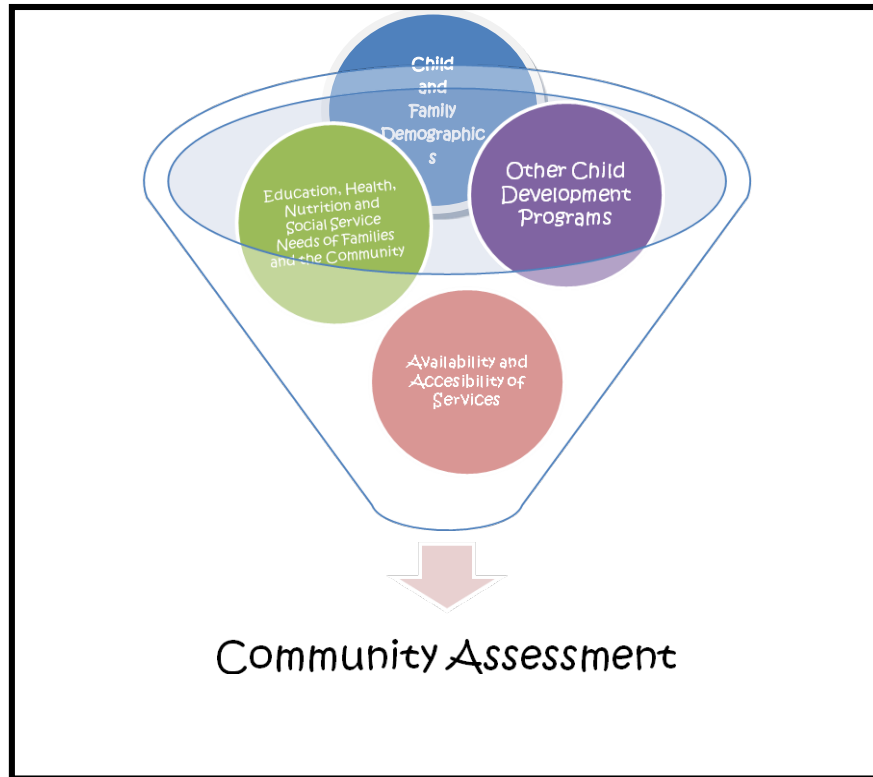 Child
and
Family
Demographic
s
Education, Health,
Nutrition and
Social Service
Needs of Families
and the Community
Other Child
Development
Programs
Availability and
Accesibility of
Services
Community Assessment